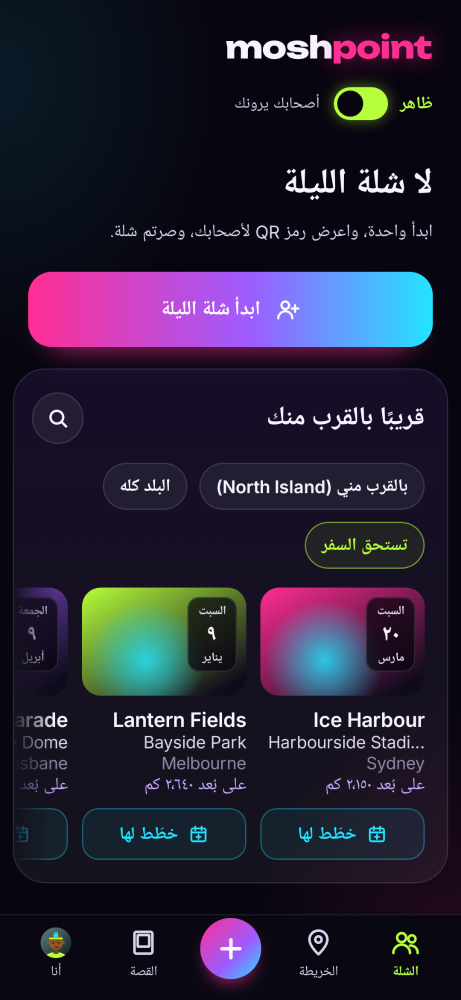 moshpoint
ظاهر
أصحابك يرونك
لا شلة الليلة
ابدأ واحدة، واعرض رمز QR لأصحابك، وصرتم شلة.
ابدأ شلة الليلة
قريبًا بالقرب منك
بالقرب مني (North Island)
البلد كله
تستحق السفر
السبت
٢٠
مارس
Ice Harbour
Harbourside Stadi...
Sydney
على بُعد ٢٬١٥٠ كم
خطّط لها
السبت
٩
يناير
Lantern Fields
Bayside Park
Melbourne
على بُعد ٢٬٦٤٠ كم
خطّط لها
الجمعة
٩
أبريل
arade
Dome
isbane
على بُعد
الشلة
الخريطة
القصة
أنا